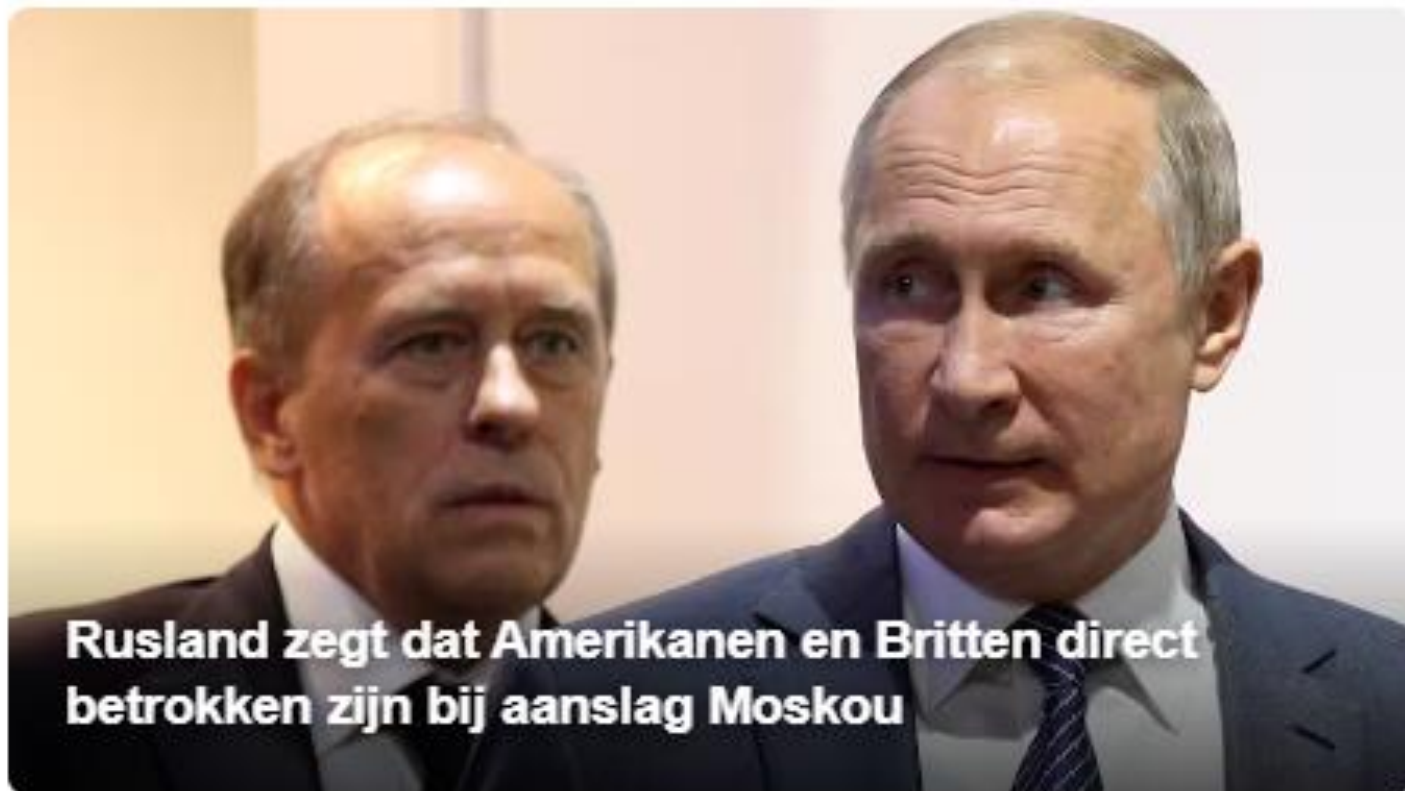 Rusland zegt dat Amerikanen en Britten direct
betrokken zijn bij aanslag Moskou